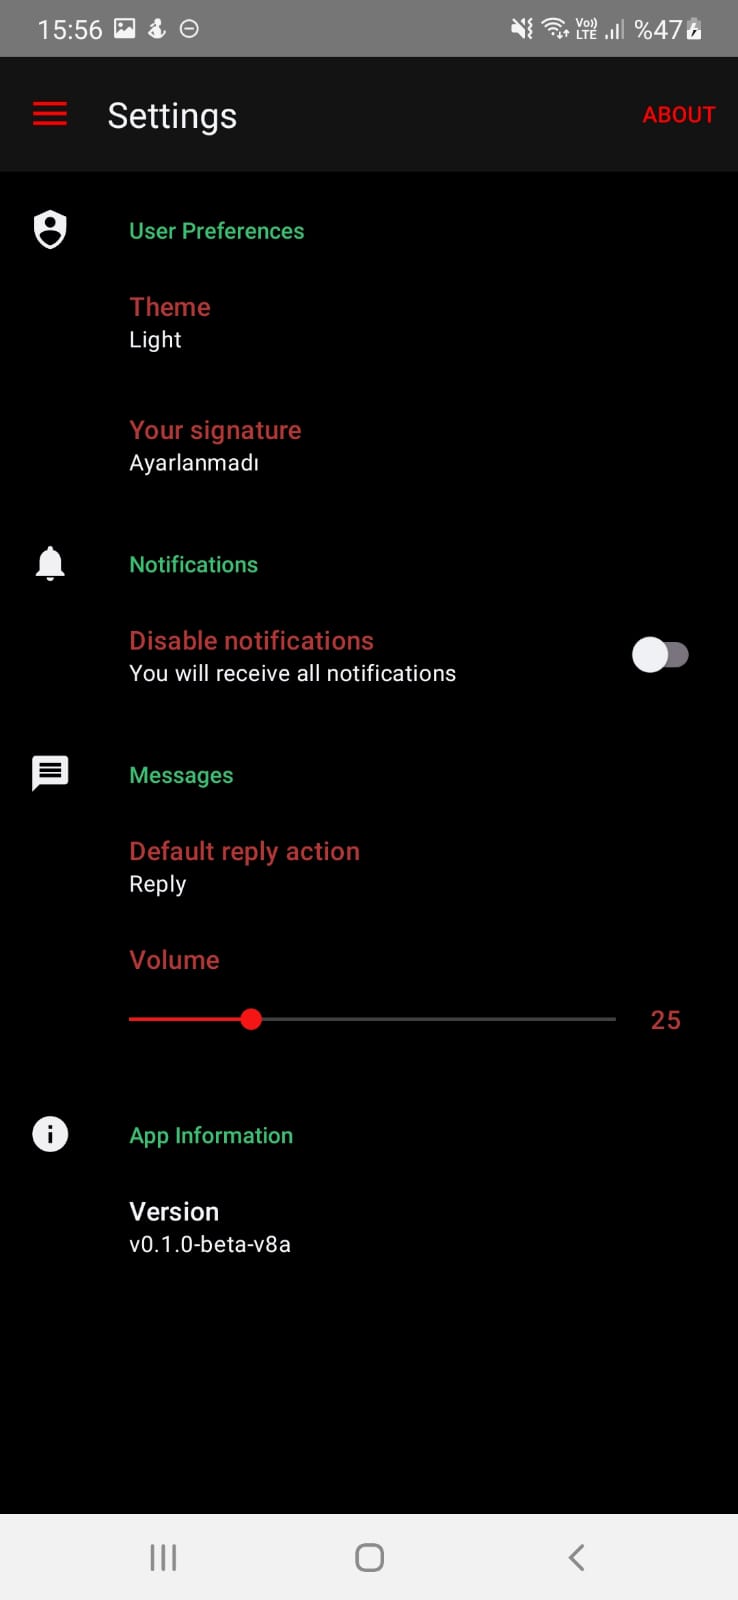 15:56
Vo))
LTE
%47
Settings
ABOUT
User Preferences
Theme
Light
Your signature
Ayarlanmadı
Notifications
Disable notifications
You will receive all notifications
Messages
Default reply action
Reply
Volume
25
App Information
Version
v0.1.0-beta-v8a